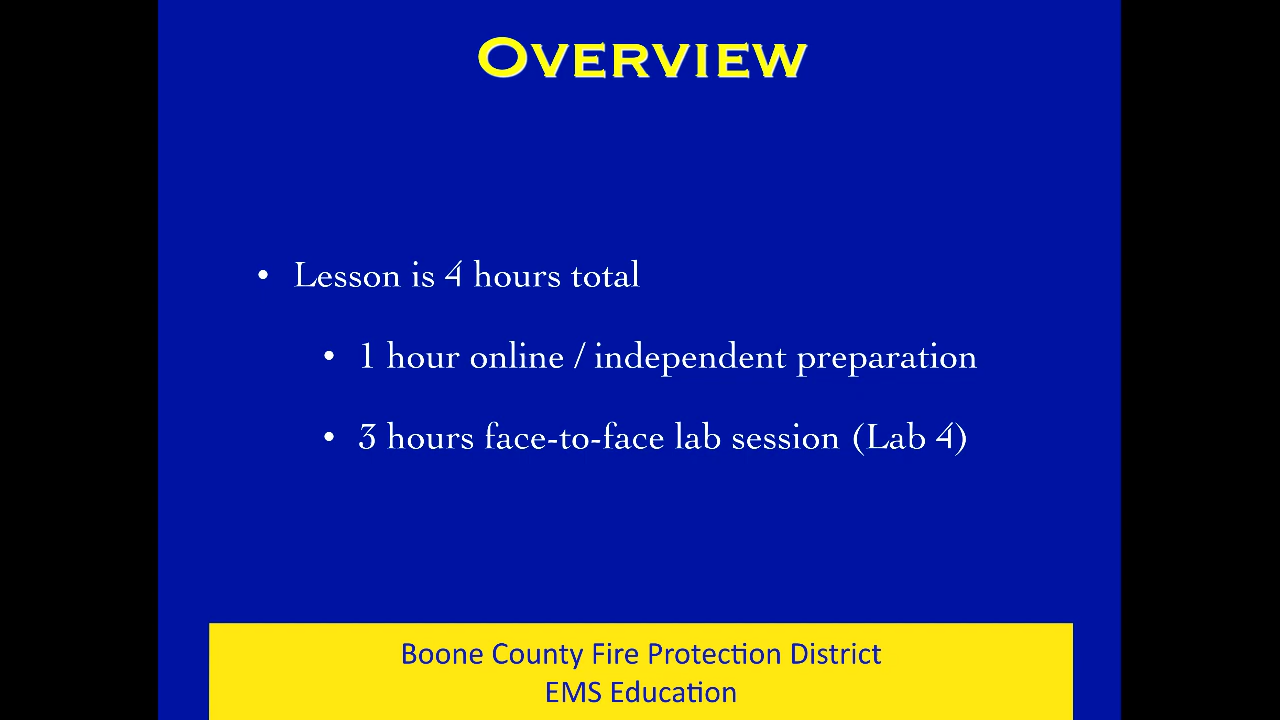 OVERVIEW
• Lesson is 4 hours total
• 1 hour online / independent preparation
• 3 hours face-to-face lab session (Lab 4)
Boone County Fire Protection District
EMS Education